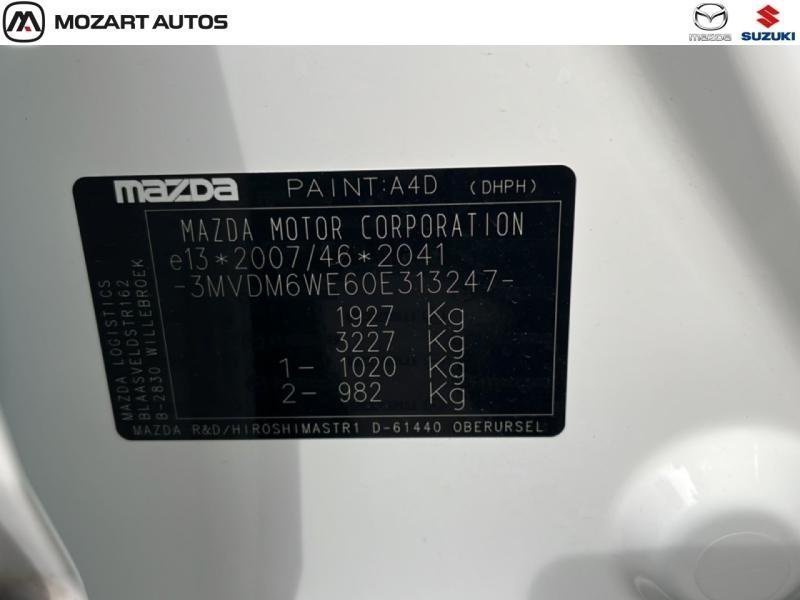 MOZART AUTOS
mazda
SUZUKI
mazda PAINT:A4D (DHPH)
MAZDA MOTOR CORPORATION
e13*2007/46*2041
-3MVDM6WE60E313247-
1927 Kg
3227 Kg
1- 1020 Kg
2- 982 Kg
MAZDA LOGISTICS
BLAASVELDSTR162
B-2830 WILLEBROEK
MAZDA R&D/HIROSHIMASTR1 D-61440 OBERURSEL